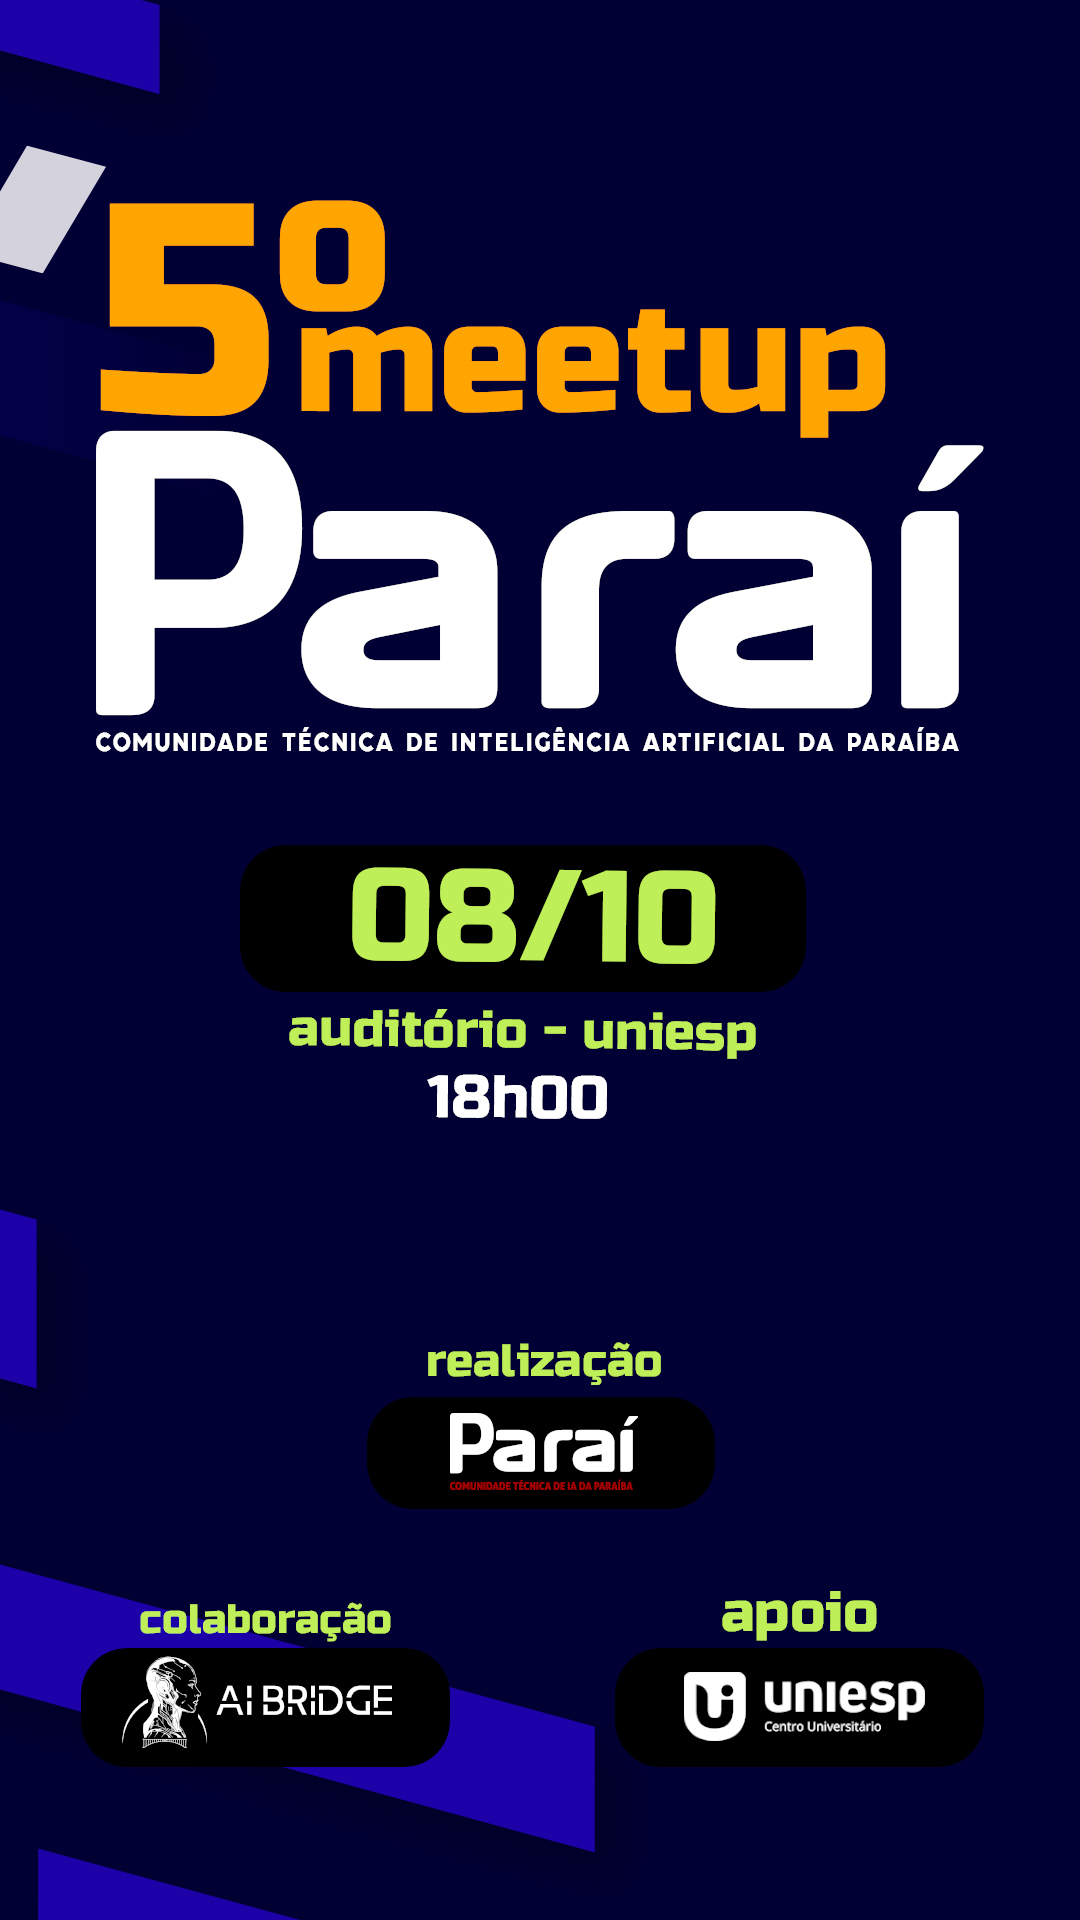 5º meetup
Paraí
COMUNIDADE TÉCNICA DE INTELIGÊNCIA ARTIFICIAL DA PARAÍBA
08/10
auditório - uniesp
18h00
realização
Paraí
COMUNIDADE TÉCNICA DE IA DA PARAÍBA
colaboração
AI BRIDGE
apoio
uniesp
Centro Universitário